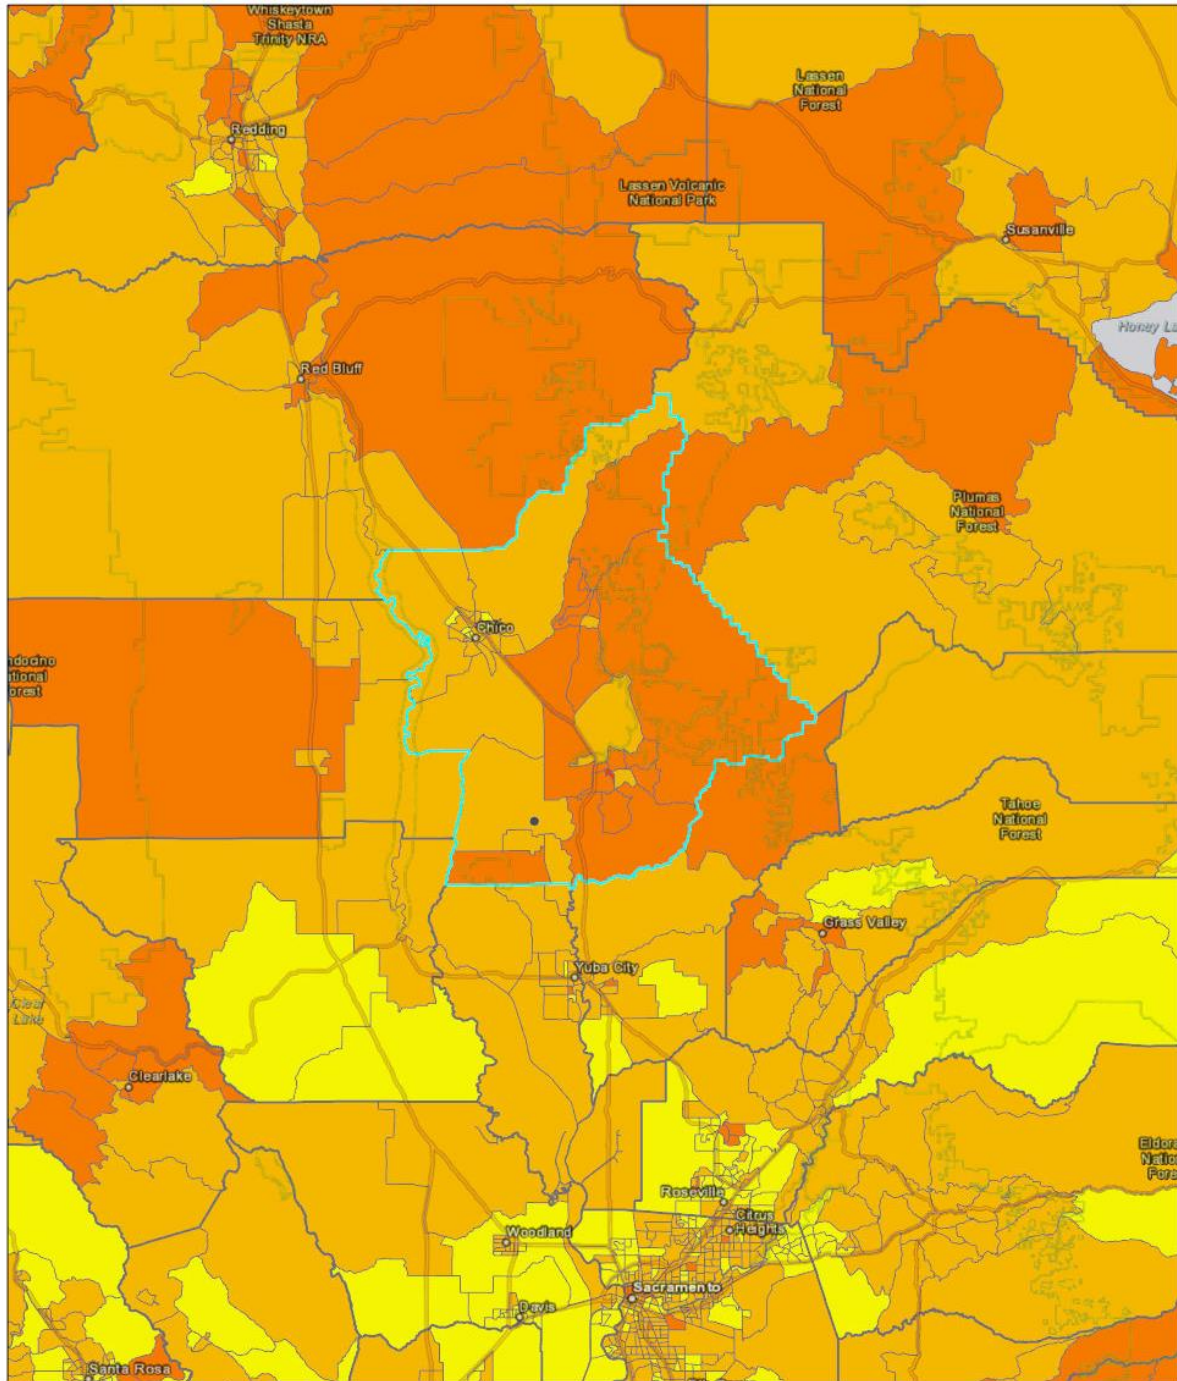 Whiskeytown
Shasta
Trinity NRA
Lassen
National
Forest
Redding
Lassen Volcanic
National Park
Susanville
Honey La
Red Bluff
Plumas
National
Forest
Chico
ndocino
ational
orest
Tahoe
National
Forest
Grass Valley
Yuba City
Clear
Lake
Clearlake
Eldora
Nation
Fores
Roseville
Citrus
Heights
Woodland
Sacramento
Davis
Santa Rosa